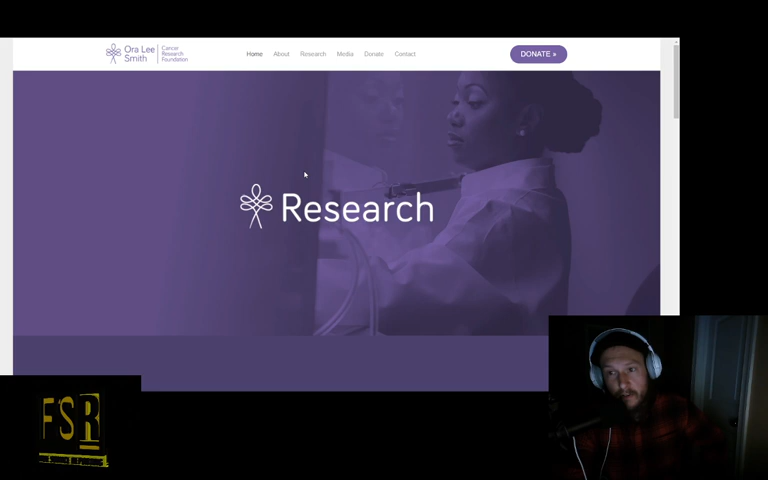 Ora Lee
Smith
Cancer
Research
Foundation
Home About Research Media Donate Contact
DONATE »
Research
FSR